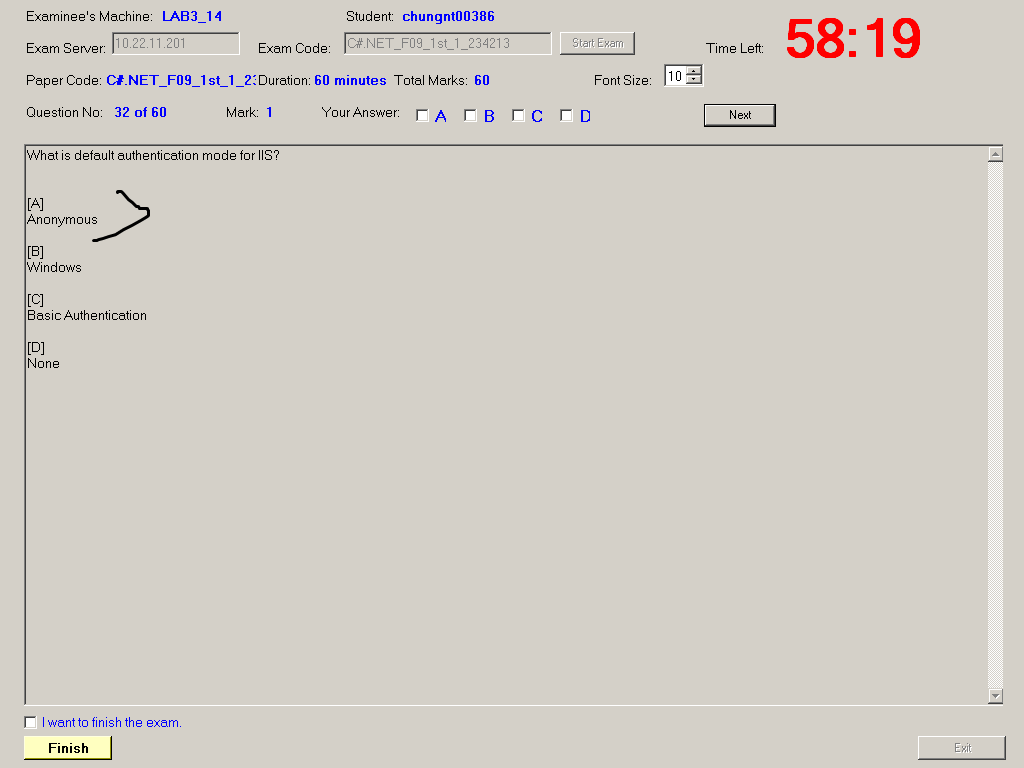 Examinee's Machine: LAB3_14 Student: chungnt00386
Exam Server: 10.22.11.201 Exam Code: C#.NET_F09_1st_1_234213 Start Exam Time Left: 58:19
Paper Code: C#.NET_F09_1st_1_23 Duration: 60 minutes Total Marks: 60 Font Size: 10
Question No: 32 of 60 Mark: 1 Your Answer: A B C D Next
What is default authentication mode for IIS?
[A]
Anonymous
[B]
Windows
[C]
Basic Authentication
[D]
None
I want to finish the exam.
Finish Exit